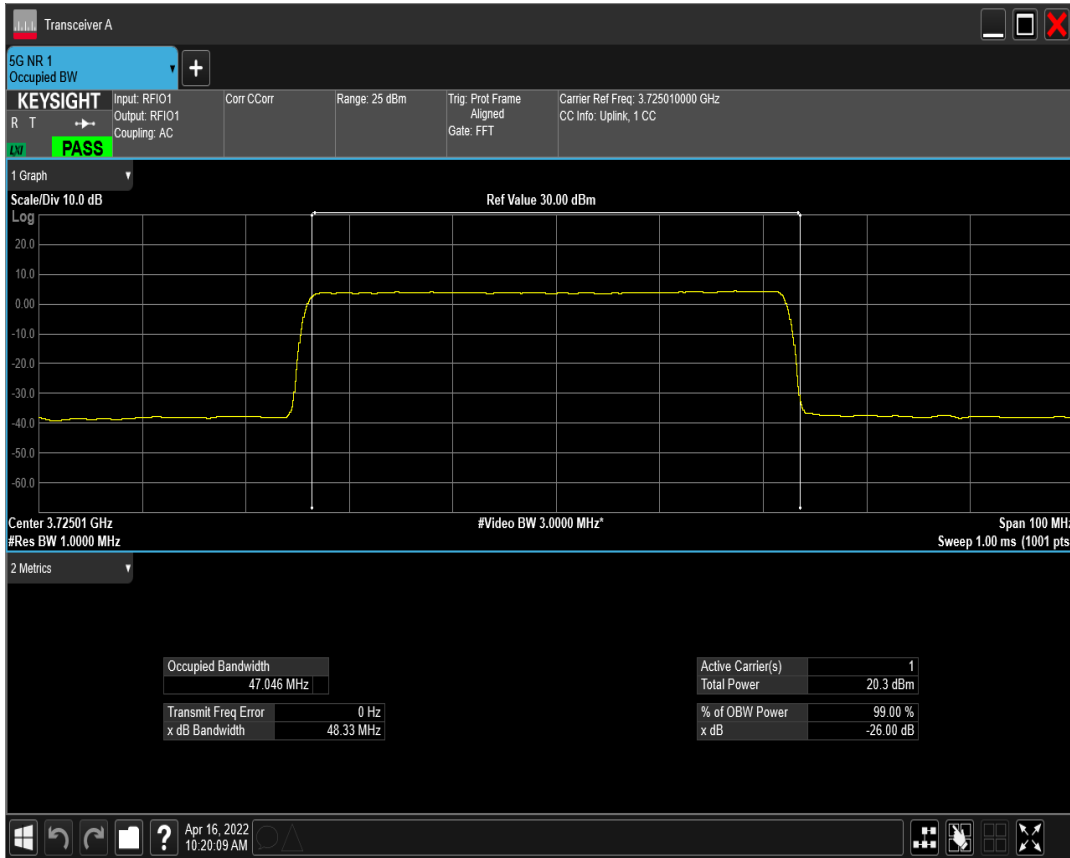 Transceiver A
5G NR 1
Occupied BW
+
KEYSIGHT
R T
LXI
PASS
Input: RFIO1
Output: RFIO1
Coupling: AC
Corr CCorr
Range: 25 dBm
Trig: Prot Frame
Aligned
Gate: FFT
Carrier Ref Freq: 3.725010000 GHz
CC Info: Uplink, 1 CC
1 Graph
Scale/Div 10.0 dB
Ref Value 30.00 dBm
Log
20.0
10.0
0.00
-10.0
-20.0
-30.0
-40.0
-50.0
-60.0
Center 3.72501 GHz
#Video BW 3.0000 MHz*
Span 100 MHz
#Res BW 1.0000 MHz
Sweep 1.00 ms (1001 pts
2 Metrics
Occupied Bandwidth
47.046 MHz
Transmit Freq Error 0 Hz
x dB Bandwidth 48.33 MHz
Active Carrier(s) 1
Total Power 20.3 dBm
% of OBW Power 99.00 %
x dB -26.00 dB
?
Apr 16, 2022
10:20:09 AM